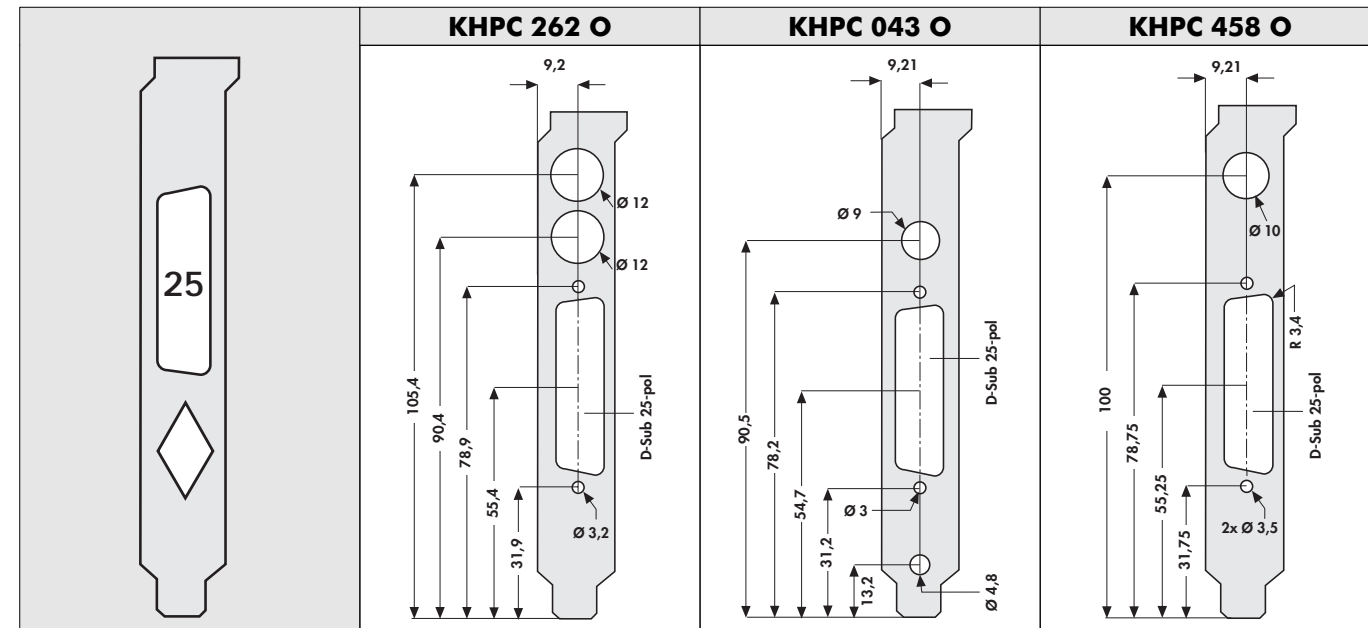 KHPC 262 O
KHPC 043 O
KHPC 458 O
25
9,2
Ø 12
Ø 12
105,4
90,4
78,9
55,4
31,9
Ø 3,2
D-Sub 25-pol
9,21
Ø 9
90,5
78,2
54,7
31,2
13,2
Ø 3
Ø 4,8
D-Sub 25-pol
9,21
Ø 10
R 3,4
100
78,75
55,25
31,75
2x Ø 3,5
D-Sub 25-pol